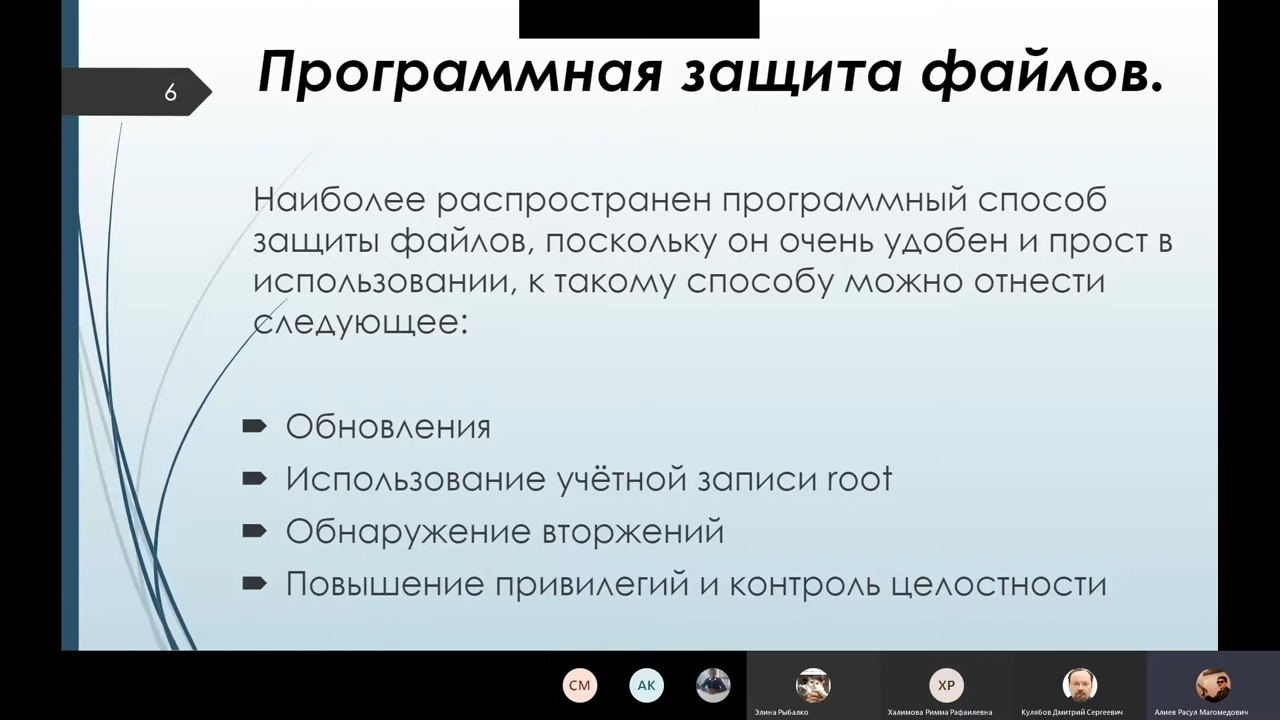 6
Программная защита файлов.
Наиболее распространен программный способ
защиты файлов, поскольку он очень удобен и прост в
использовании, к такому способу можно отнести
следующее:
Обновления
Использование учётной записи root
Обнаружение вторжений
Повышение привилегий и контроль целостности
СМ
АК
ХР
Элина Рыбалко
Халимова Римма Рафаилевна
Кулябов Дмитрий Сергеевич
Алиев Расул Магомедович